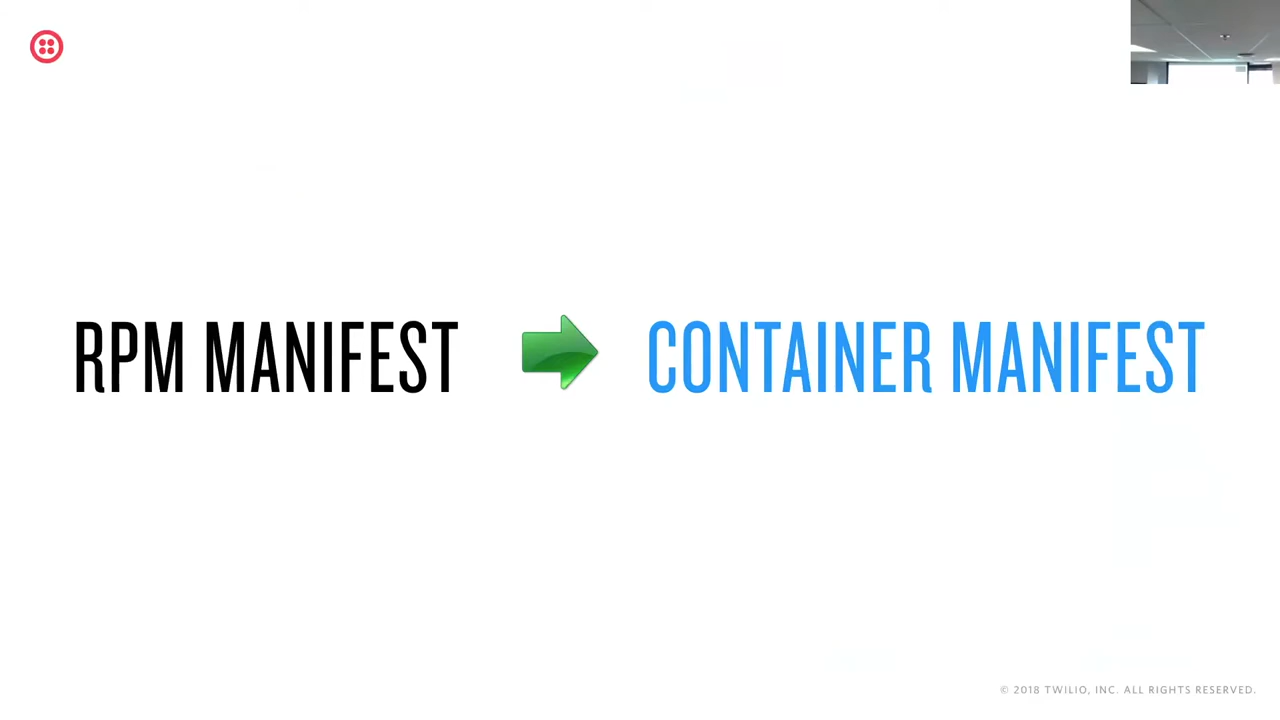 RPM MANIFEST CONTAINER MANIFEST
© 2018 TWILIO, INC. ALL RIGHTS RESERVED.